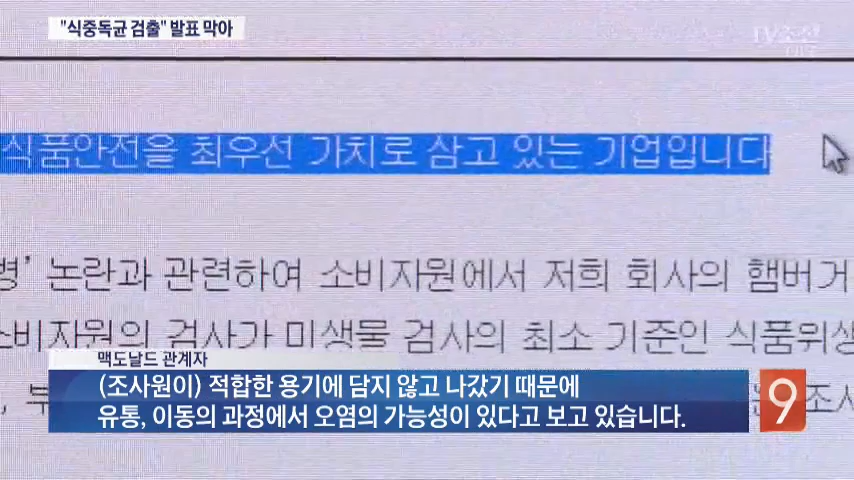 "식중독균 검출" 발표 막아
TV조선
식품안전을 최우선 가치로 삼고 있는 기업입니다
병' 논란과 관련하여 소비자원에서 저희 회사의 햄버거
소비자원의 검사가 미생물 검사의 최소 기준인 식품위생
맥도날드 관계자
(조사원이) 적합한 용기에 담지 않고 나갔기 때문에
유통, 이동의 과정에서 오염의 가능성이 있다고 보고 있습니다.
9
조사